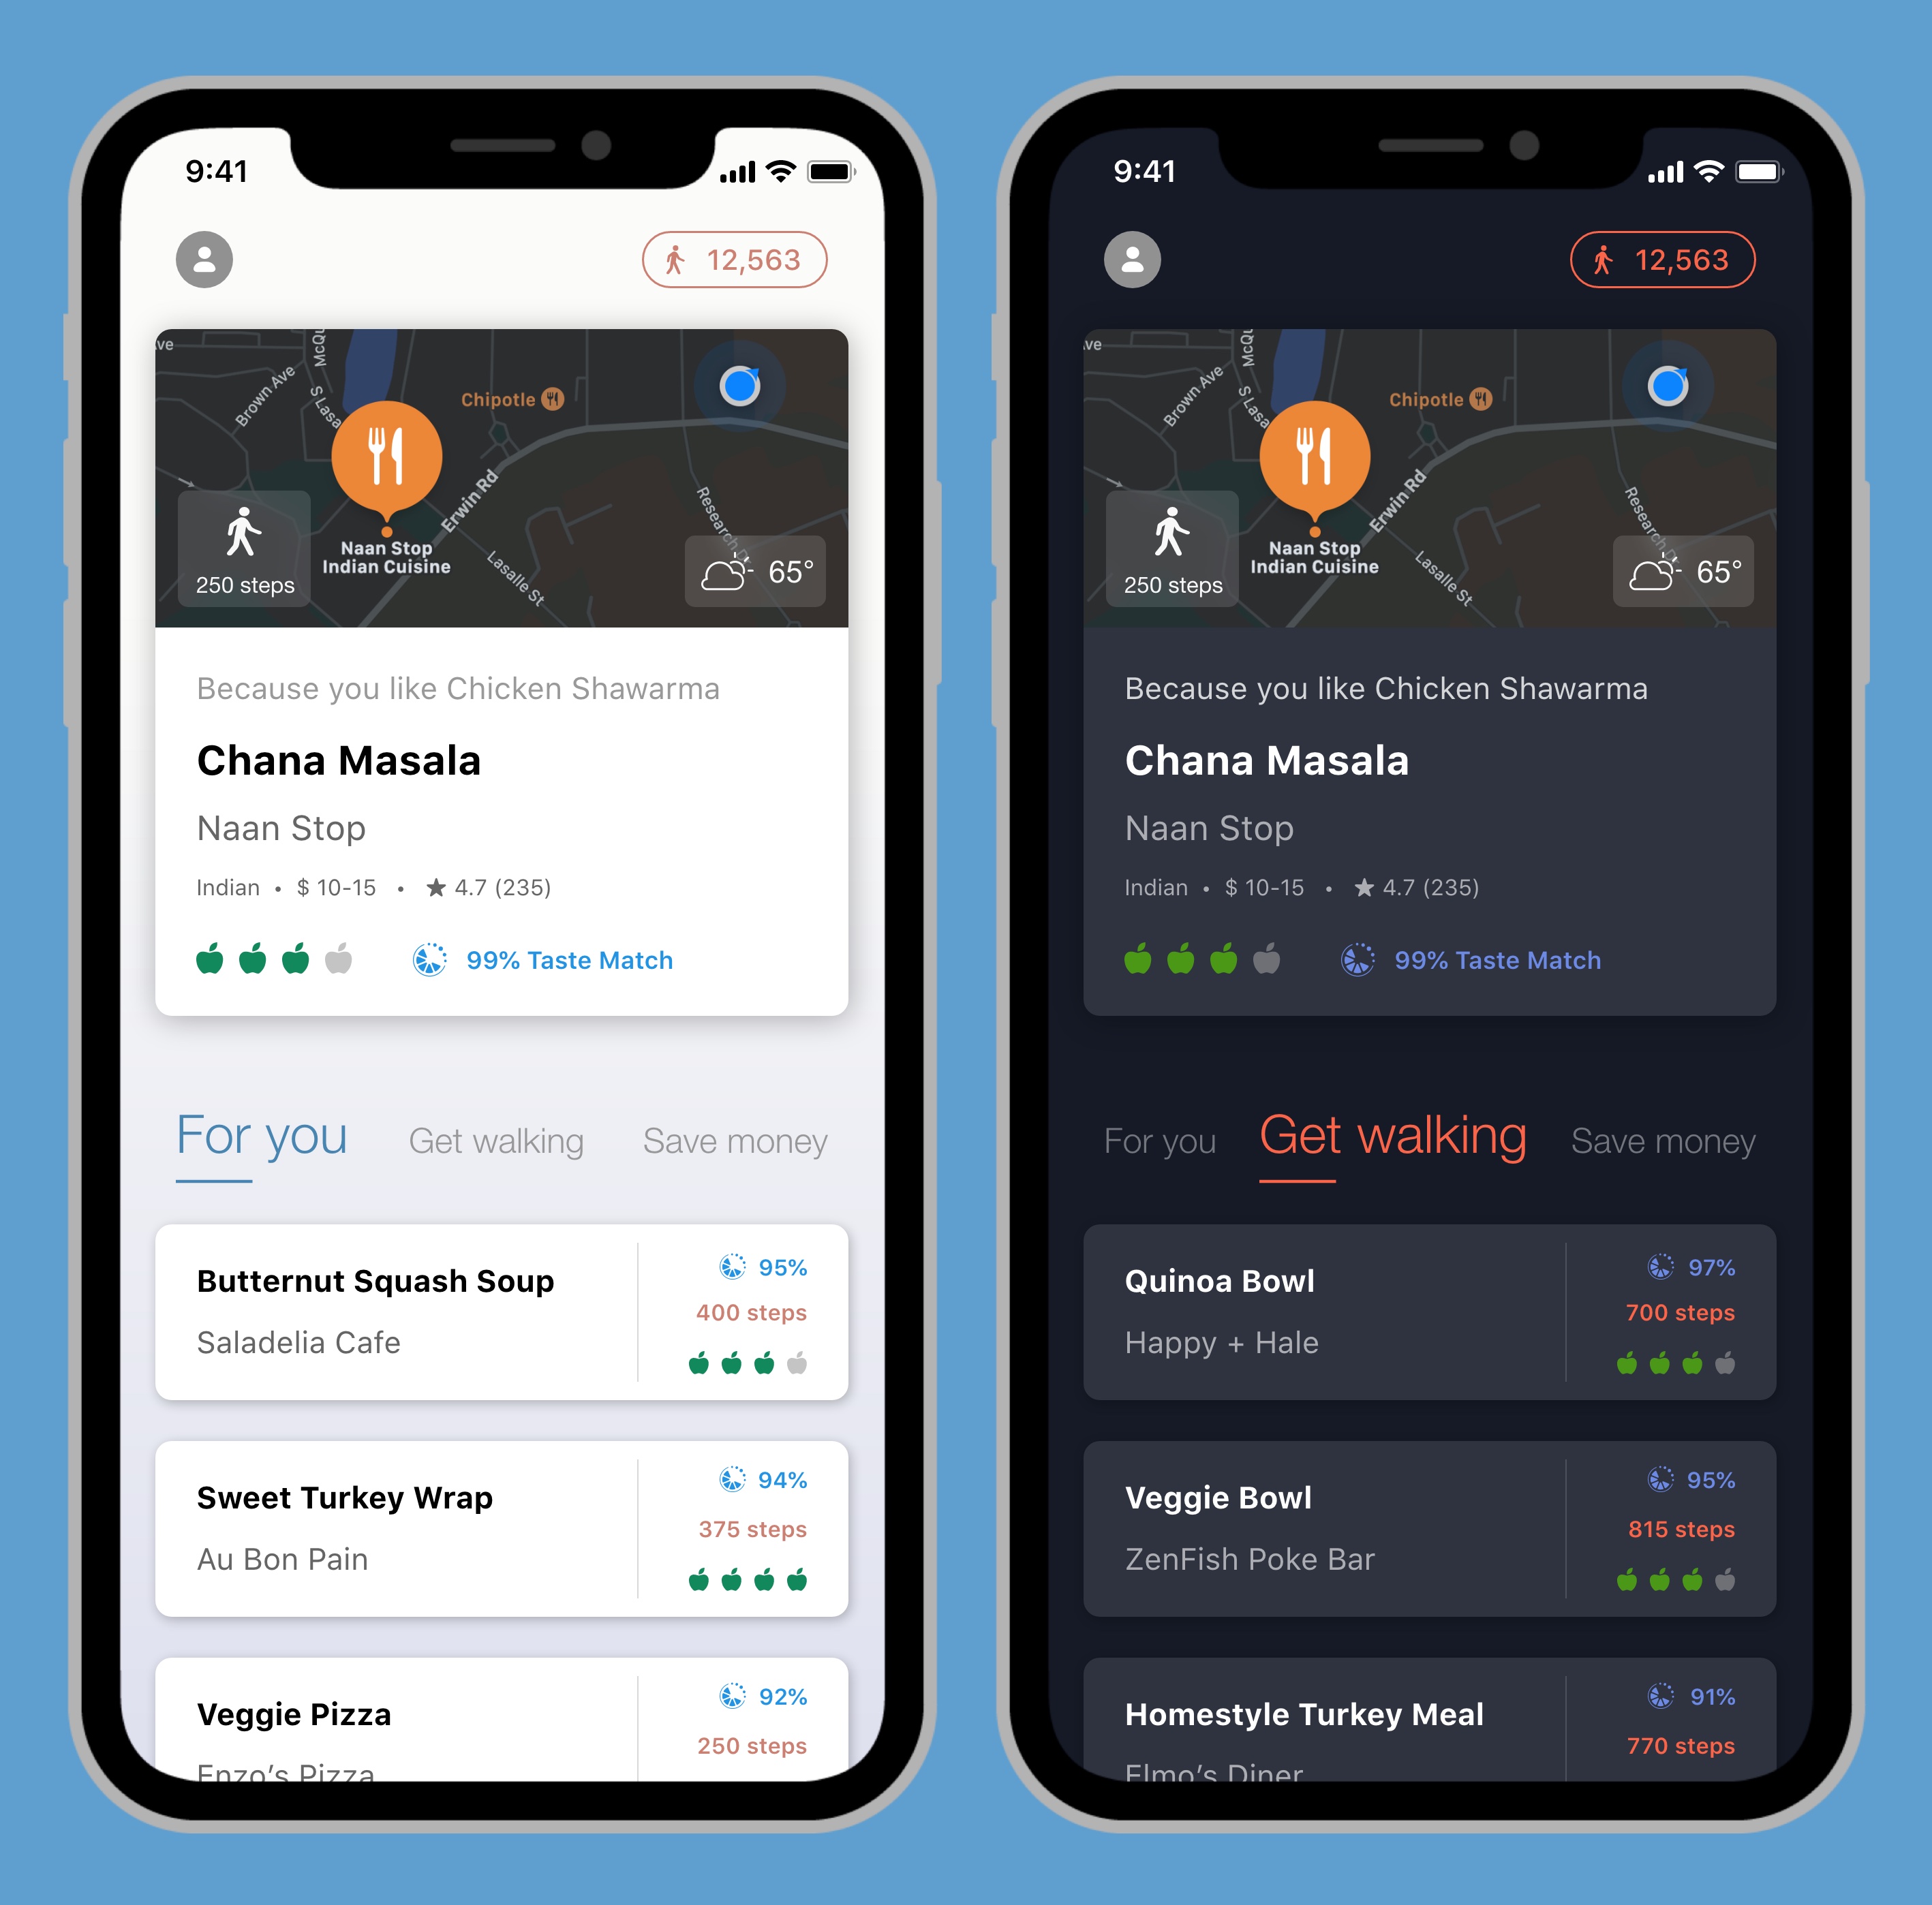 9:41
12,563
ve
McQu
Brown Ave
S Lasa
Chipotle
Erwin Rd
Research D
Naan Stop
Indian Cuisine
Lasalle St
250 steps
65°
Because you like Chicken Shawarma
Chana Masala
Naan Stop
Indian • $ 10-15 • ★ 4.7 (235)
99% Taste Match
For you Get walking Save money
Butternut Squash Soup
Saladelia Cafe
95%
400 steps
Sweet Turkey Wrap
Au Bon Pain
94%
375 steps
Veggie Pizza
Enzo's Pizza
92%
250 steps
9:41
12,563
ve
McQu
Brown Ave
S Lasa
Chipotle
Erwin Rd
Research D
Naan Stop
Indian Cuisine
Lasalle St
250 steps
65°
Because you like Chicken Shawarma
Chana Masala
Naan Stop
Indian • $ 10-15 • ★ 4.7 (235)
99% Taste Match
For you Get walking Save money
Quinoa Bowl
Happy + Hale
97%
700 steps
Veggie Bowl
ZenFish Poke Bar
95%
815 steps
Homestyle Turkey Meal
Elmo's Diner
91%
770 steps